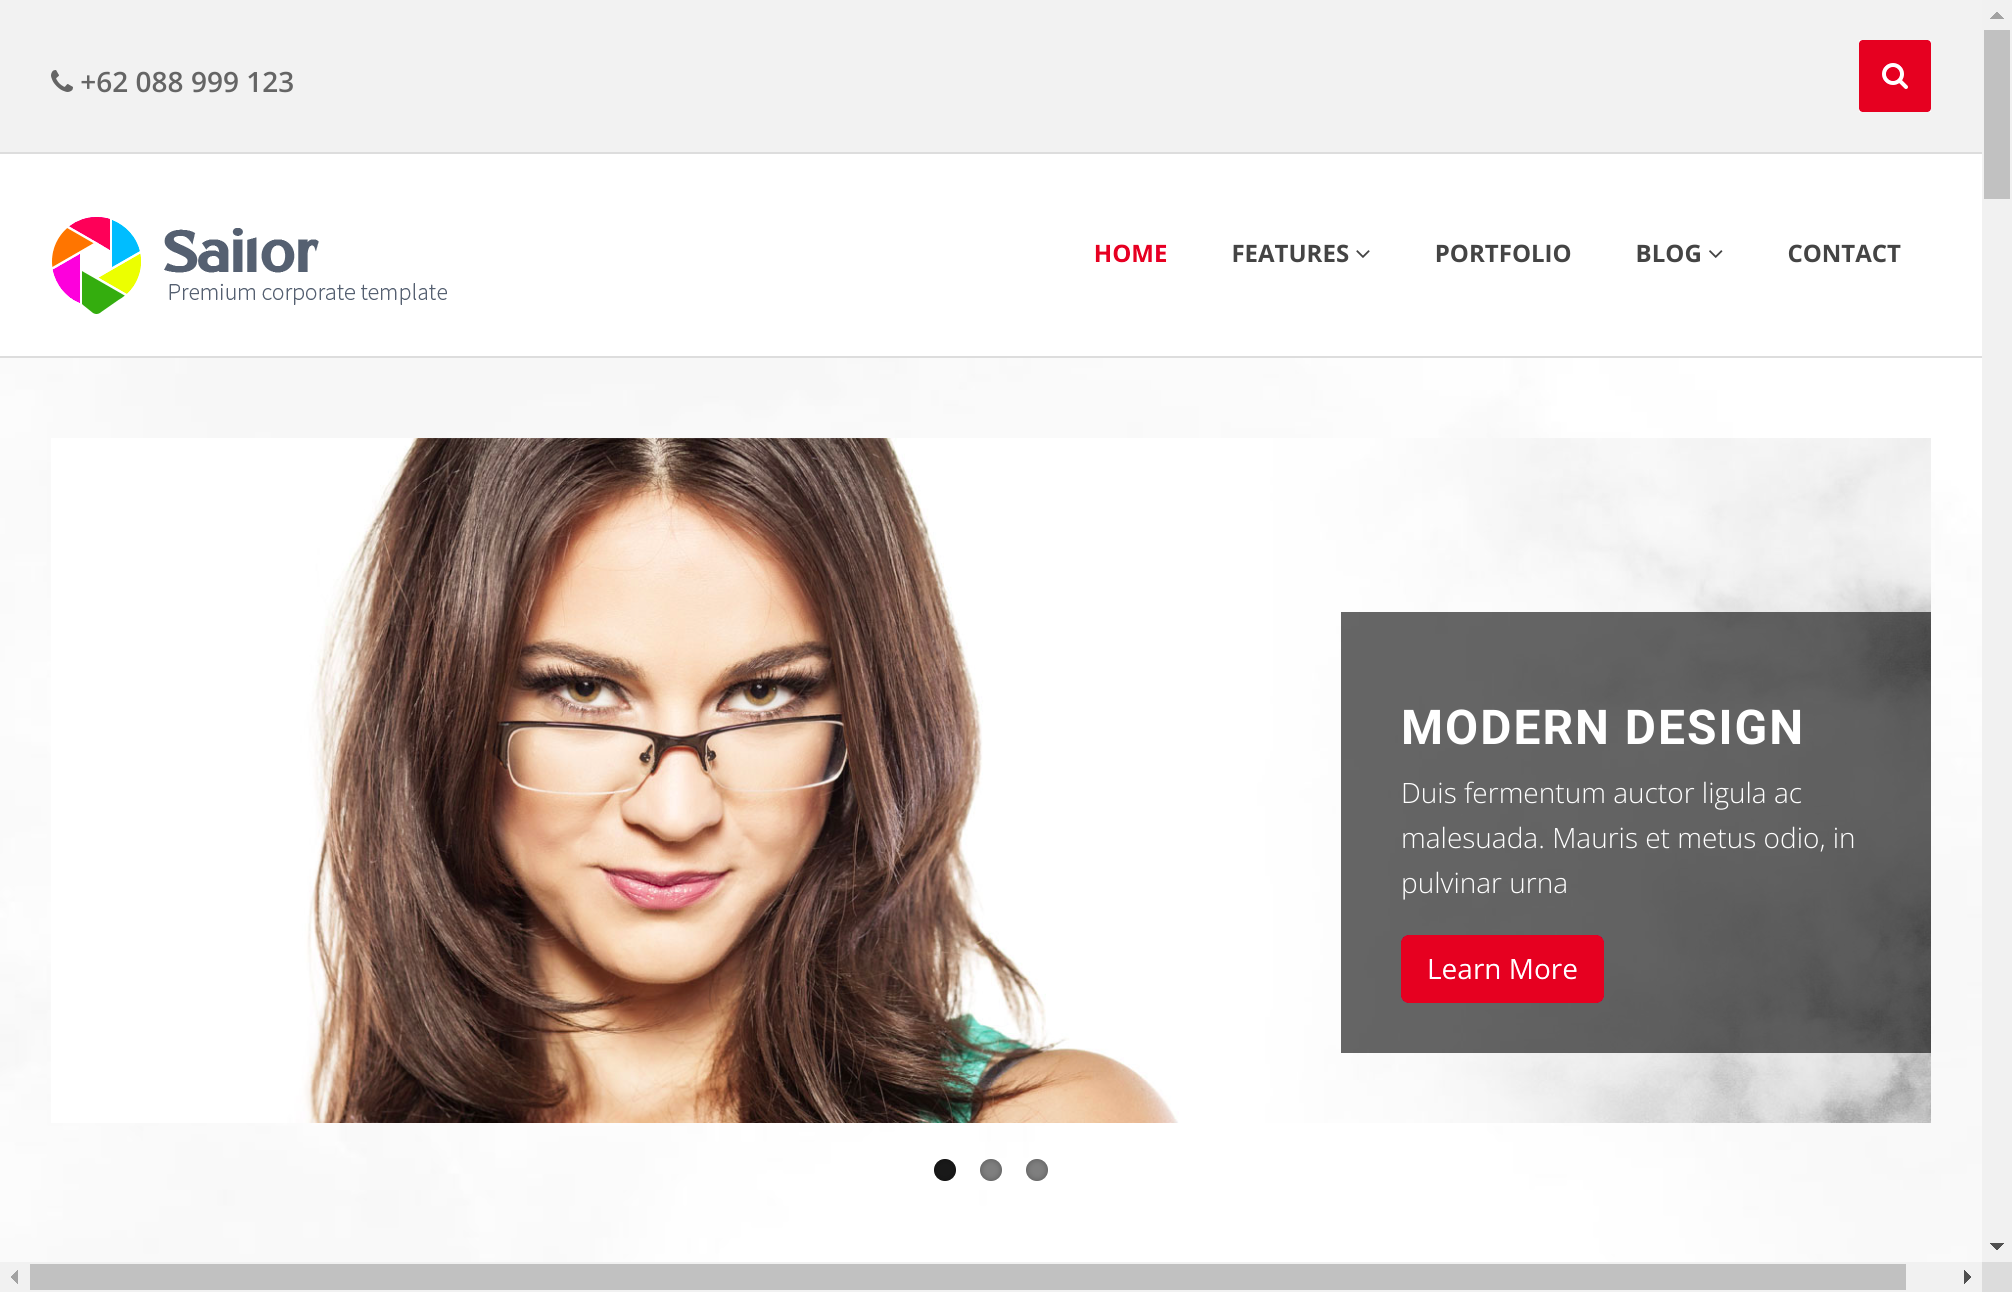 +62 088 999 123
Sailor
Premium corporate template
HOME FEATURES PORTFOLIO BLOG CONTACT
MODERN DESIGN
Duis fermentum auctor ligula ac
malesuada. Mauris et metus odio, in
pulvinar urna
Learn More